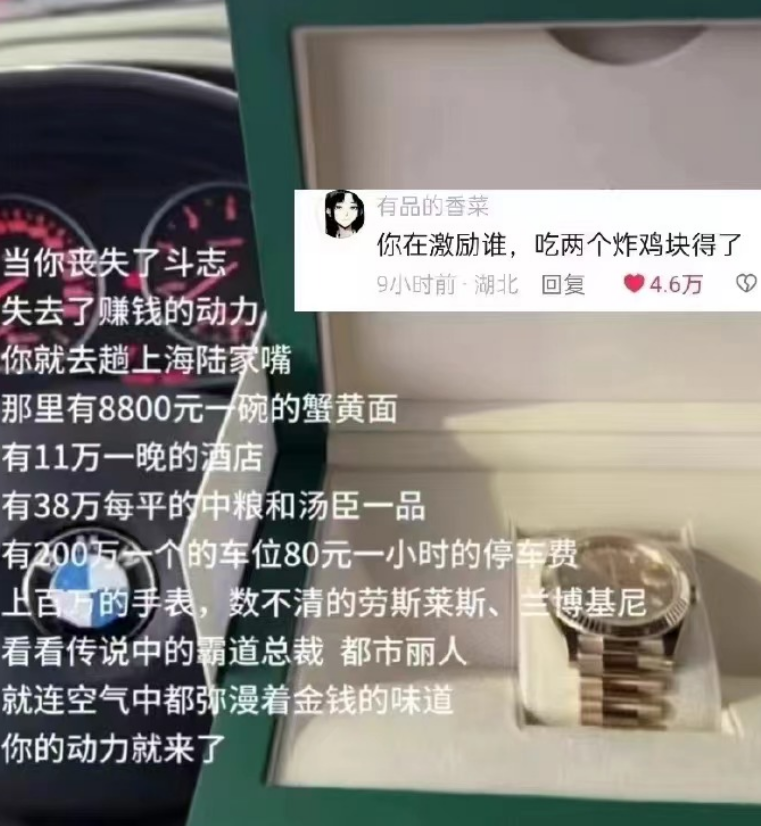 有品的香菜
你在激励谁，吃两个炸鸡块得了
9小时前·湖北 回复 4.6万
当你丧失了斗志
失去了赚钱的动力
你就去趟上海陆家嘴
那里有8800元一碗的蟹黄面
有11万一晚的酒店
有38万每平的中粮和汤臣一品
有200万一个的车位80元一小时的停车费
上百万的手表，数不清的劳斯莱斯、兰博基尼
看看传说中的霸道总裁 都市丽人
就连空气中都弥漫着金钱的味道
你的动力就来了